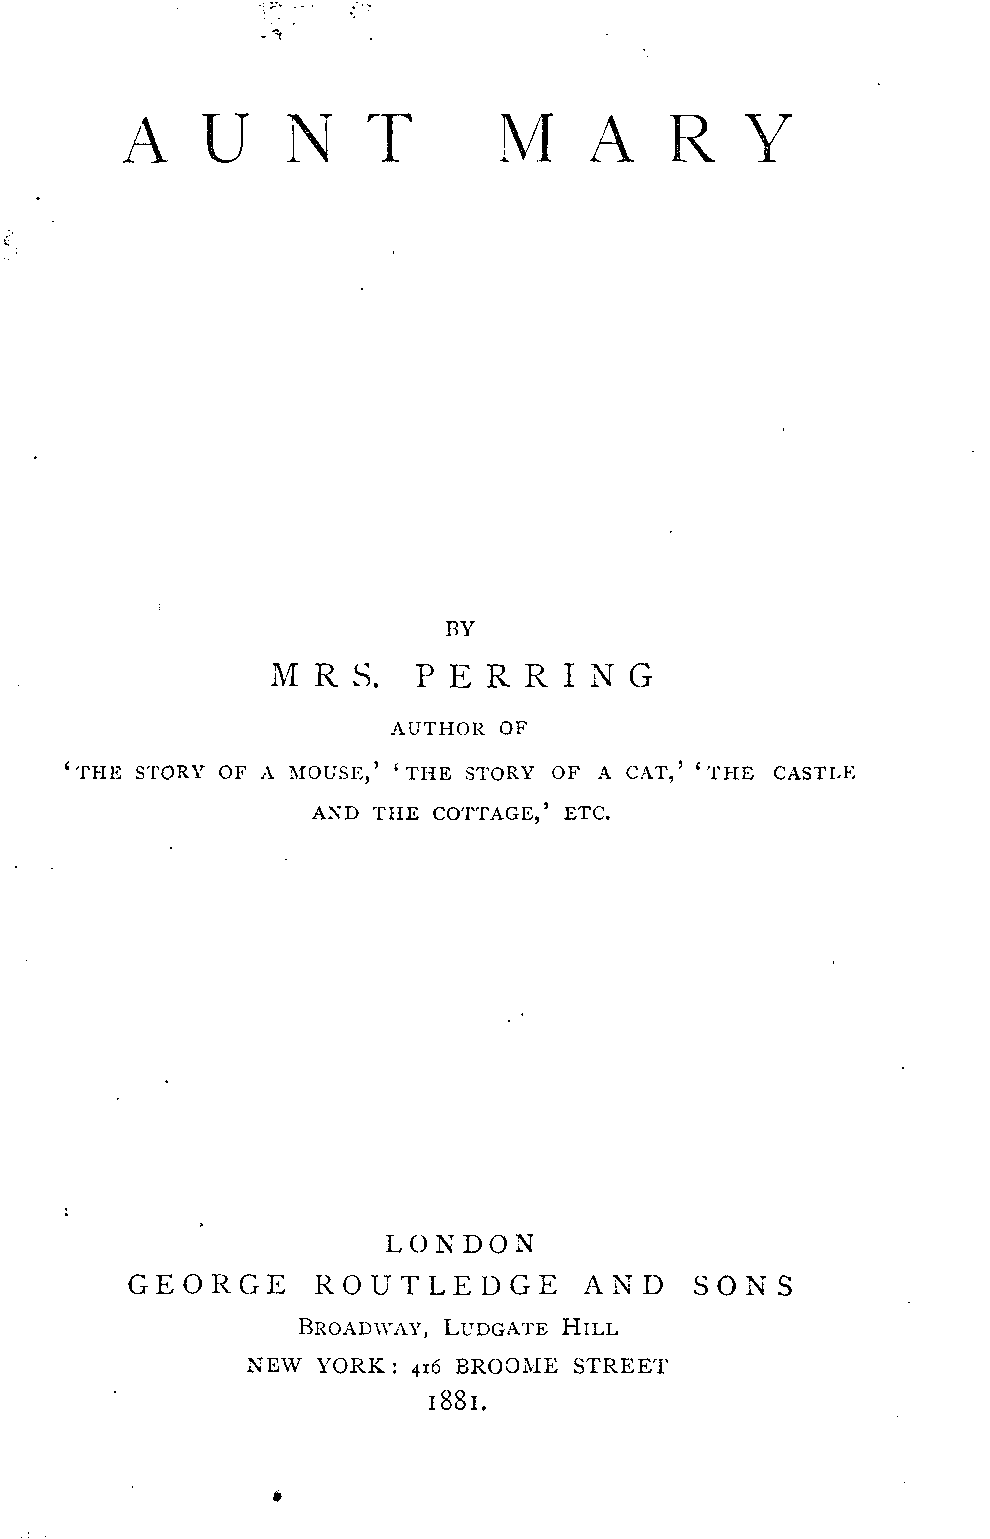 AUNT MARY
BY
MRS. PERRING
AUTHOR OF
‘THE STORY OF A MOUSE,’ ‘THE STORY OF A CAT,’ ‘THE CASTLE
AND THE COTTAGE,’ ETC.
LONDON
GEORGE ROUTLEDGE AND SONS
BROADWAY, LUDGATE HILL
NEW YORK: 416 BROOME STREET
1881.